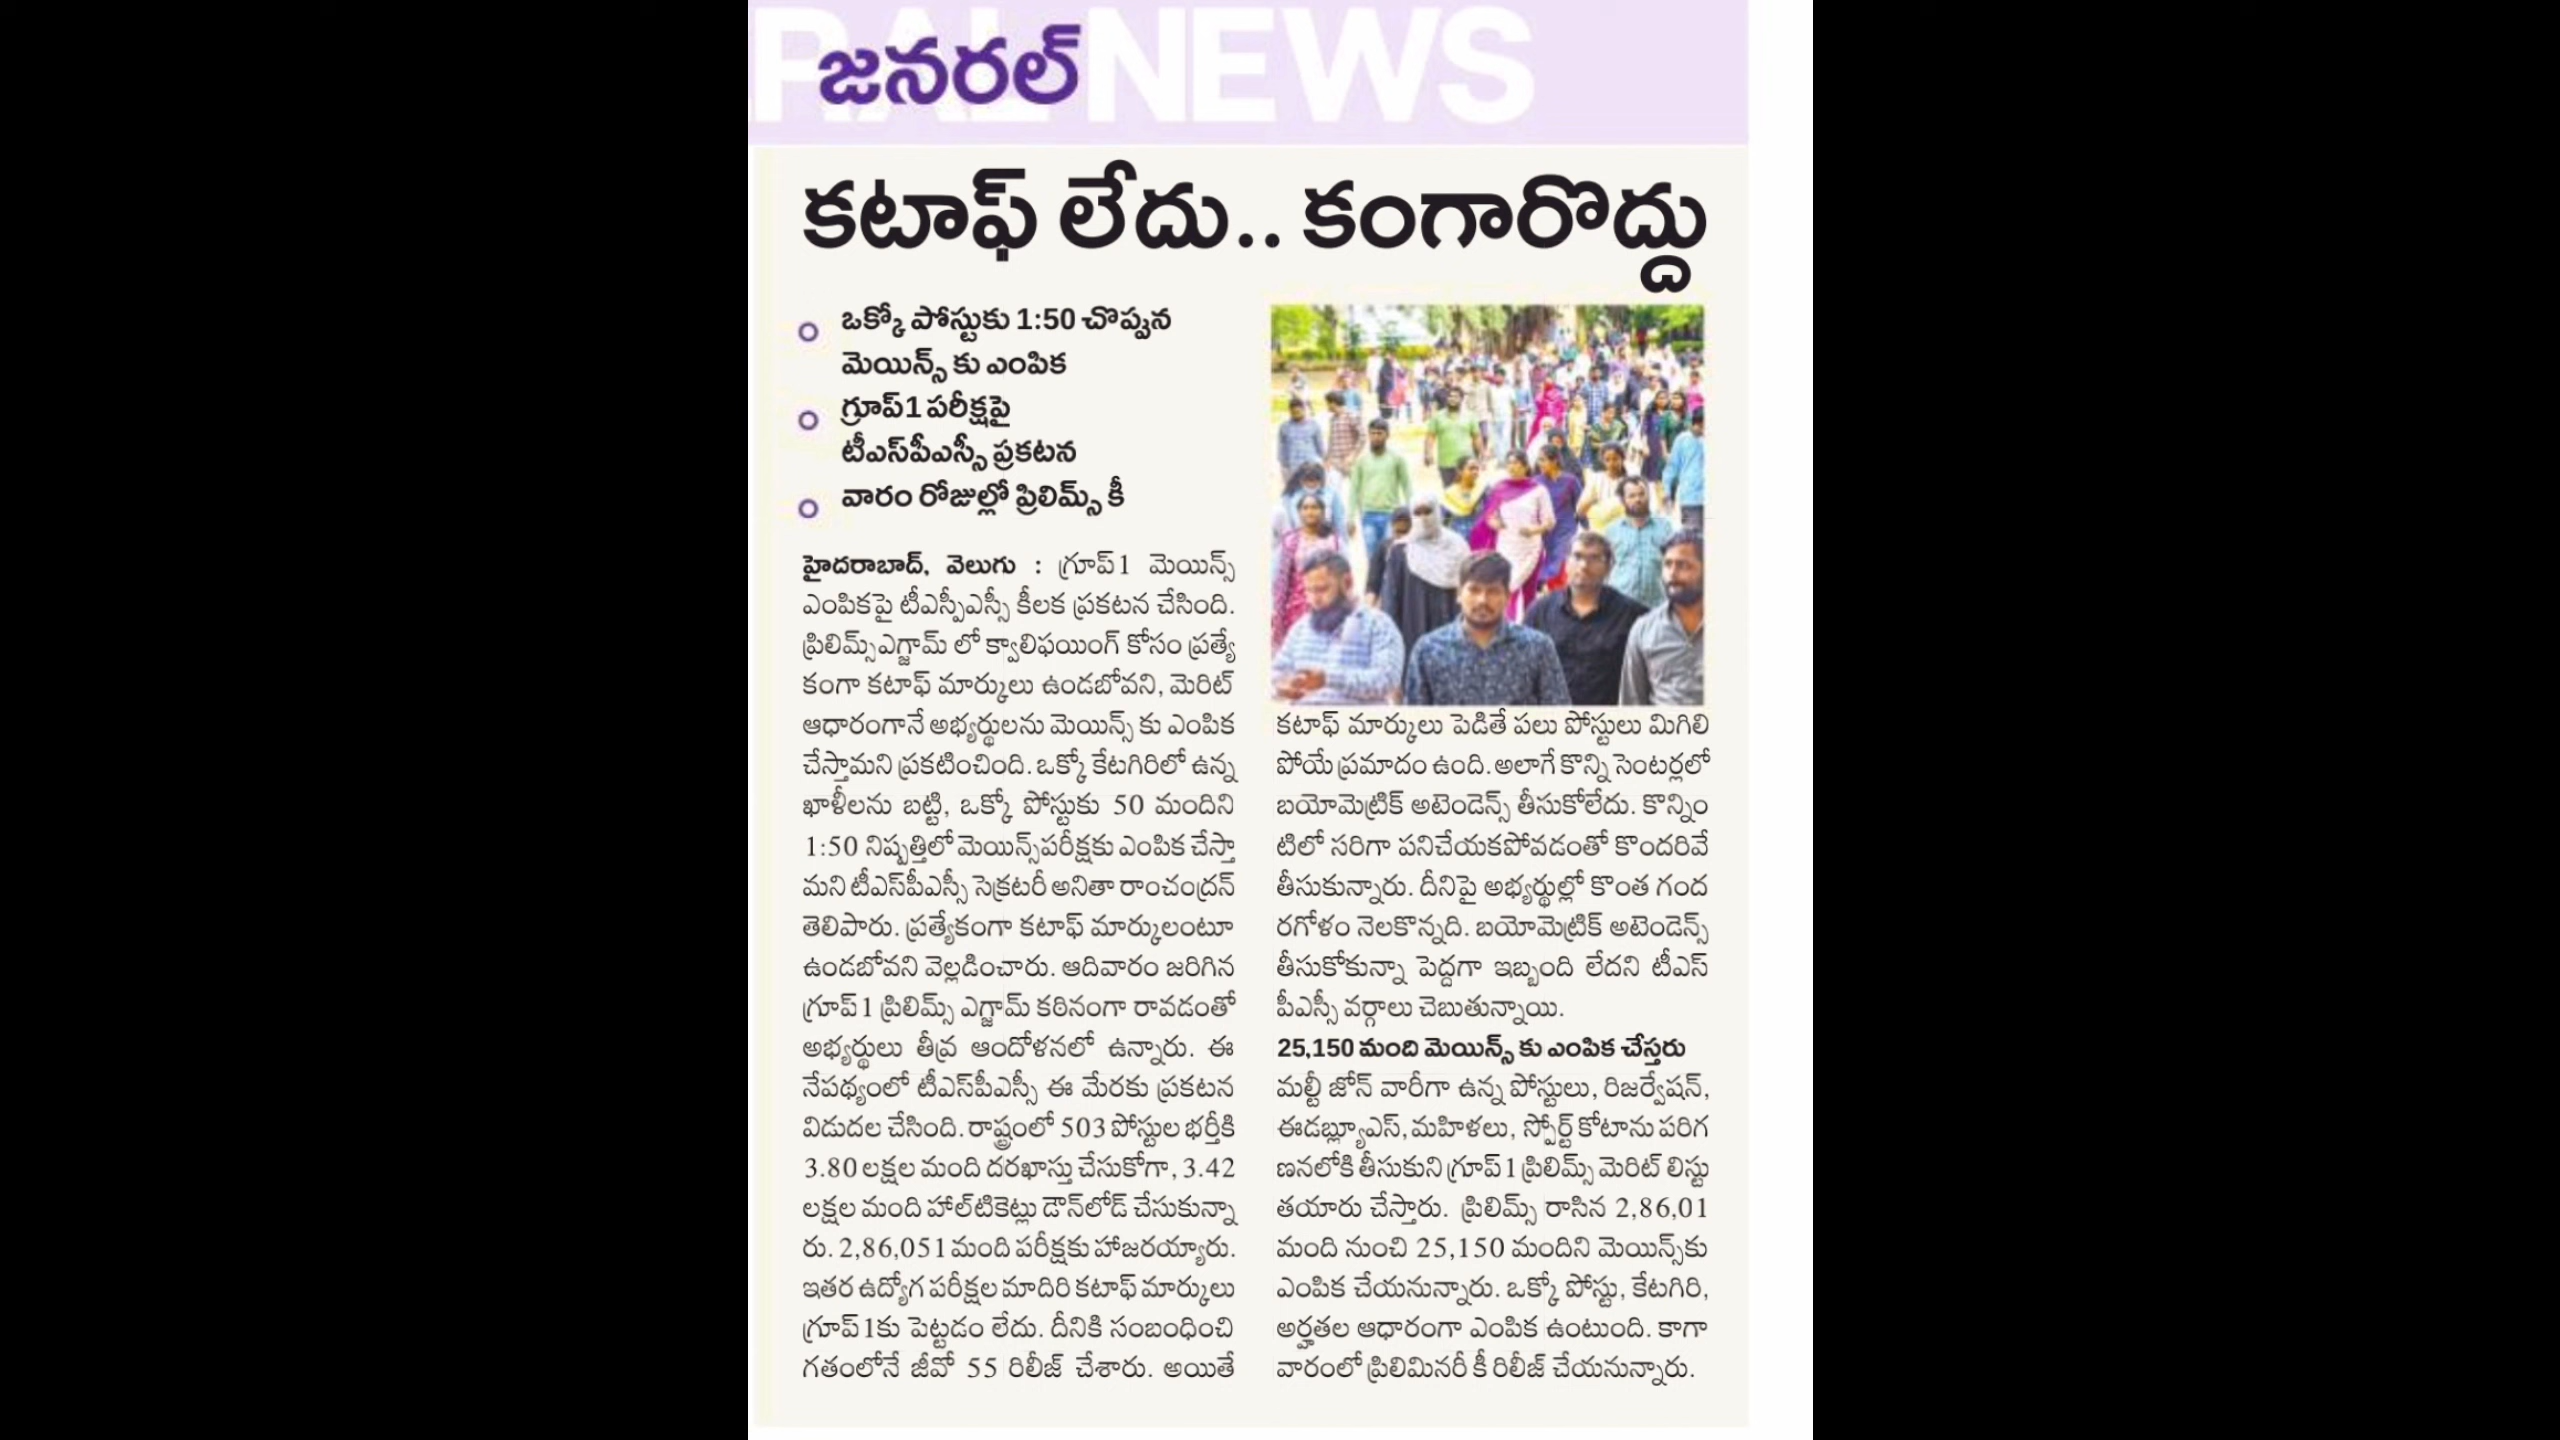 RAL NEWS
జనరల్
కటాఫ్ లేదు.. కంగారొద్దు
ఒక్కో పోస్టుకు 1:50 చొప్పున
మెయిన్స్ కు ఎంపిక
గ్రూప్1 పరీక్షపై
టీఎస్‌పీఎస్సీ ప్రకటన
వారం రోజుల్లో ప్రిలిమ్స్ కీ
హైదరాబాద్, వెలుగు : గ్రూప్1 మెయిన్స్
ఎంపికపై టీఎస్పీఎస్సీ కీలక ప్రకటన చేసింది.
ప్రిలిమ్స్ఎగ్జామ్ లో క్వాలిఫయింగ్ కోసం ప్రత్యే
కంగా కటాఫ్ మార్కులు ఉండబోవని, మెరిట్
ఆధారంగానే అభ్యర్థులను మెయిన్స్ కు ఎంపిక
చేస్తామని ప్రకటించింది. ఒక్కో కేటగిరిలో ఉన్న
ఖాళీలను బట్టి, ఒక్కో పోస్టుకు 50 మందిని
1:50 నిష్పత్తిలో మెయిన్స్‌పరీక్షకు ఎంపిక చేస్తా
మని టీఎస్‌పీఎస్సీ సెక్రటరీ అనితా రాంచంద్రన్
తెలిపారు. ప్రత్యేకంగా కటాఫ్ మార్కులంటూ
ఉండబోవని వెల్లడించారు. ఆదివారం జరిగిన
గ్రూప్1 ప్రిలిమ్స్ ఎగ్జామ్ కఠినంగా రావడంతో
అభ్యర్థులు తీవ్ర ఆందోళనలో ఉన్నారు. ఈ
నేపథ్యంలో టీఎస్‌పీఎస్సీ ఈ మేరకు ప్రకటన
విడుదల చేసింది. రాష్ట్రంలో 503 పోస్టుల భర్తీకి
3.80 లక్షల మంది దరఖాస్తు చేసుకోగా, 3.42
లక్షల మంది హాల్‌టికెట్లు డౌన్‌లోడ్ చేసుకున్నా
రు. 2,86,051 మంది పరీక్షకు హాజరయ్యారు.
ఇతర ఉద్యోగ పరీక్షల మాదిరి కటాఫ్ మార్కులు
గ్రూప్1కు పెట్టడం లేదు. దీనికి సంబంధించి
గతంలోనే జీవో 55 రిలీజ్ చేశారు. అయితే
కటాఫ్ మార్కులు పెడితే పలు పోస్టులు మిగిలి
పోయే ప్రమాదం ఉంది. అలాగే కొన్ని సెంటర్లలో
బయోమెట్రిక్ అటెండెన్స్ తీసుకోలేదు. కొన్నిం
టిలో సరిగా పనిచేయకపోవడంతో కొందరివే
తీసుకున్నారు. దీనిపై అభ్యర్థుల్లో కొంత గంద
రగోళం నెలకొన్నది. బయోమెట్రిక్ అటెండెన్స్
తీసుకోకున్నా పెద్దగా ఇబ్బంది లేదని టీఎస్
పీఎస్సీ వర్గాలు చెబుతున్నాయి.
25,150 మంది మెయిన్స్ కు ఎంపిక చేస్తరు
మల్టీ జోన్ వారీగా ఉన్న పోస్టులు, రిజర్వేషన్,
ఈడబ్ల్యూఎస్, మహిళలు, స్పోర్ట్ కోటాను పరిగ
ణనలోకి తీసుకుని గ్రూప్1 ప్రిలిమ్స్ మెరిట్ లిస్టు
తయారు చేస్తారు. ప్రిలిమ్స్ రాసిన 2,86,01
మంది నుంచి 25,150 మందిని మెయిన్స్‌కు
ఎంపిక చేయనున్నారు. ఒక్కో పోస్టు, కేటగిరి,
అర్హతల ఆధారంగా ఎంపిక ఉంటుంది. కాగా
వారంలో ప్రిలిమినరీ కీ రిలీజ్ చేయనున్నారు.